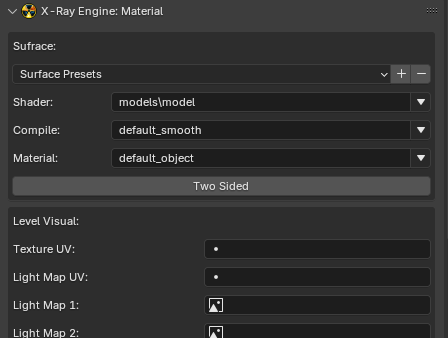 X-Ray Engine: Material
Sufrace:
Surface Presets
Shader: models\model
Compile: default_smooth
Material: default_object
Two Sided
Level Visual:
Texture UV:
Light Map UV:
Light Map 1:
Light Map 2: